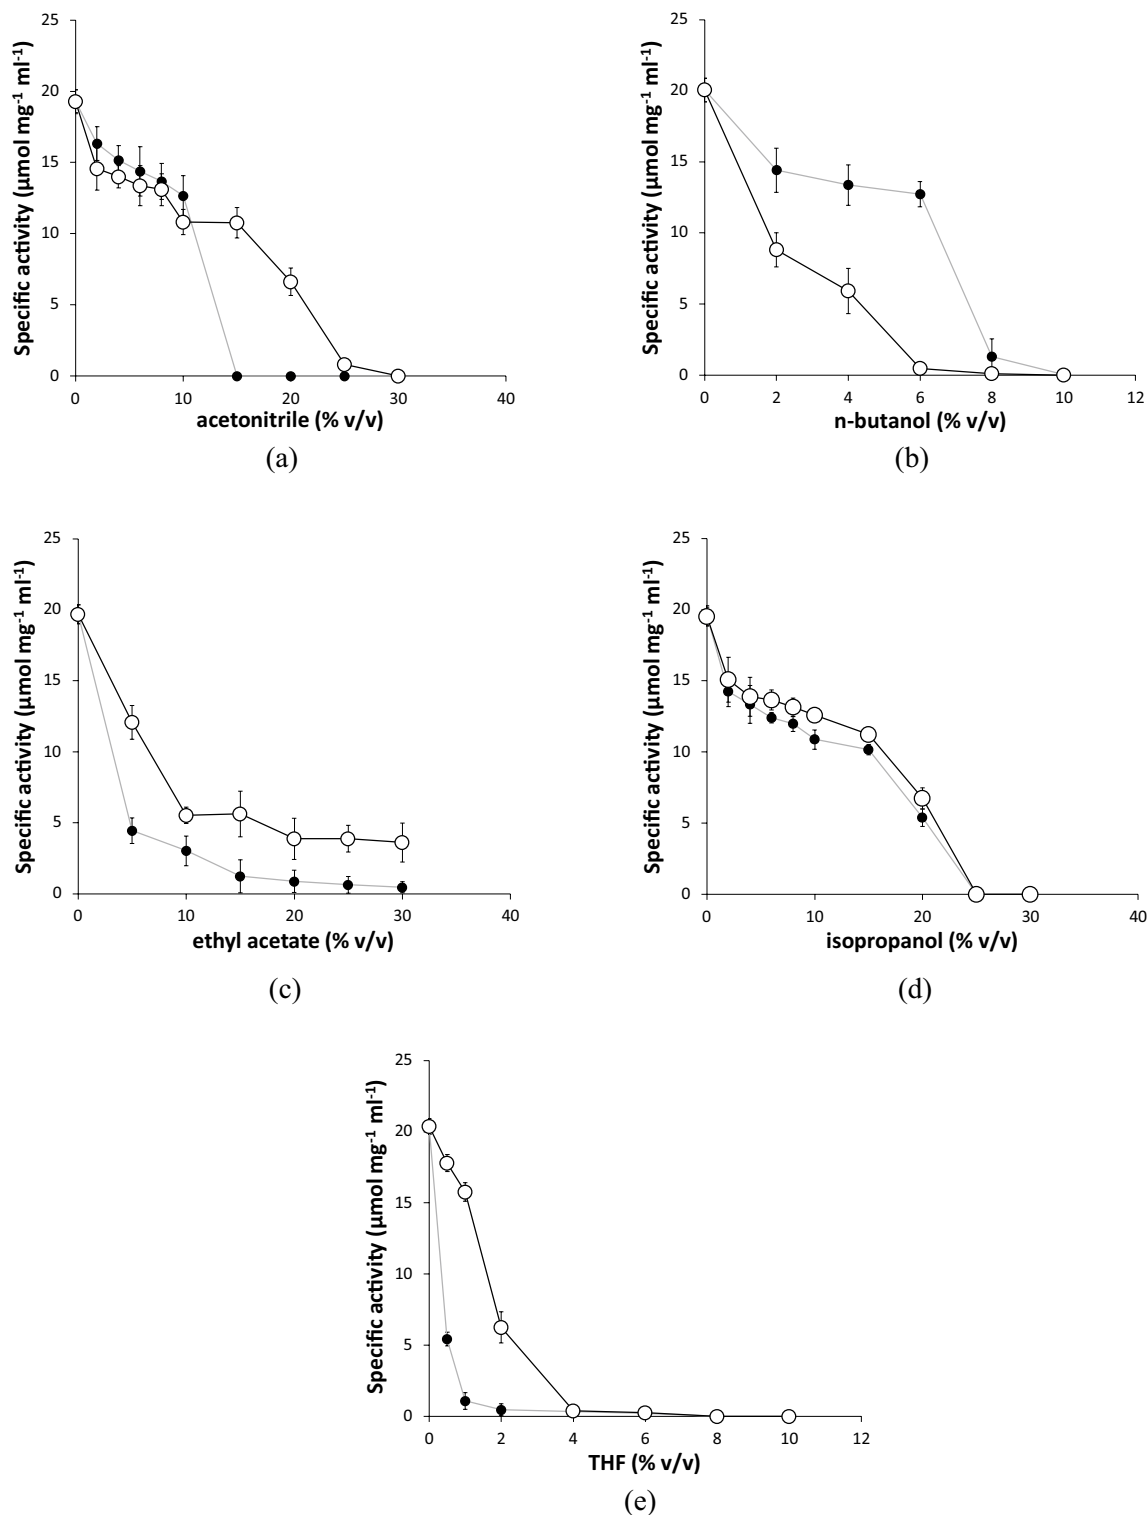 25
20
15
10
5
0
Specific activity (µmol mg⁻¹ ml⁻¹)
0 10 20 30 40
acetonitrile (% v/v)
(a)
25
20
15
10
5
0
Specific activity (µmol mg⁻¹ ml⁻¹)
0 2 4 6 8 10 12
n-butanol (% v/v)
(b)
25
20
15
10
5
0
Specific activity (µmol mg⁻¹ ml⁻¹)
0 10 20 30 40
ethyl acetate (% v/v)
(c)
25
20
15
10
5
0
Specific activity (µmol mg⁻¹ ml⁻¹)
0 10 20 30 40
isopropanol (% v/v)
(d)
25
20
15
10
5
0
Specific activity (µmol mg⁻¹ ml⁻¹)
0 2 4 6 8 10 12
THF (% v/v)
(e)